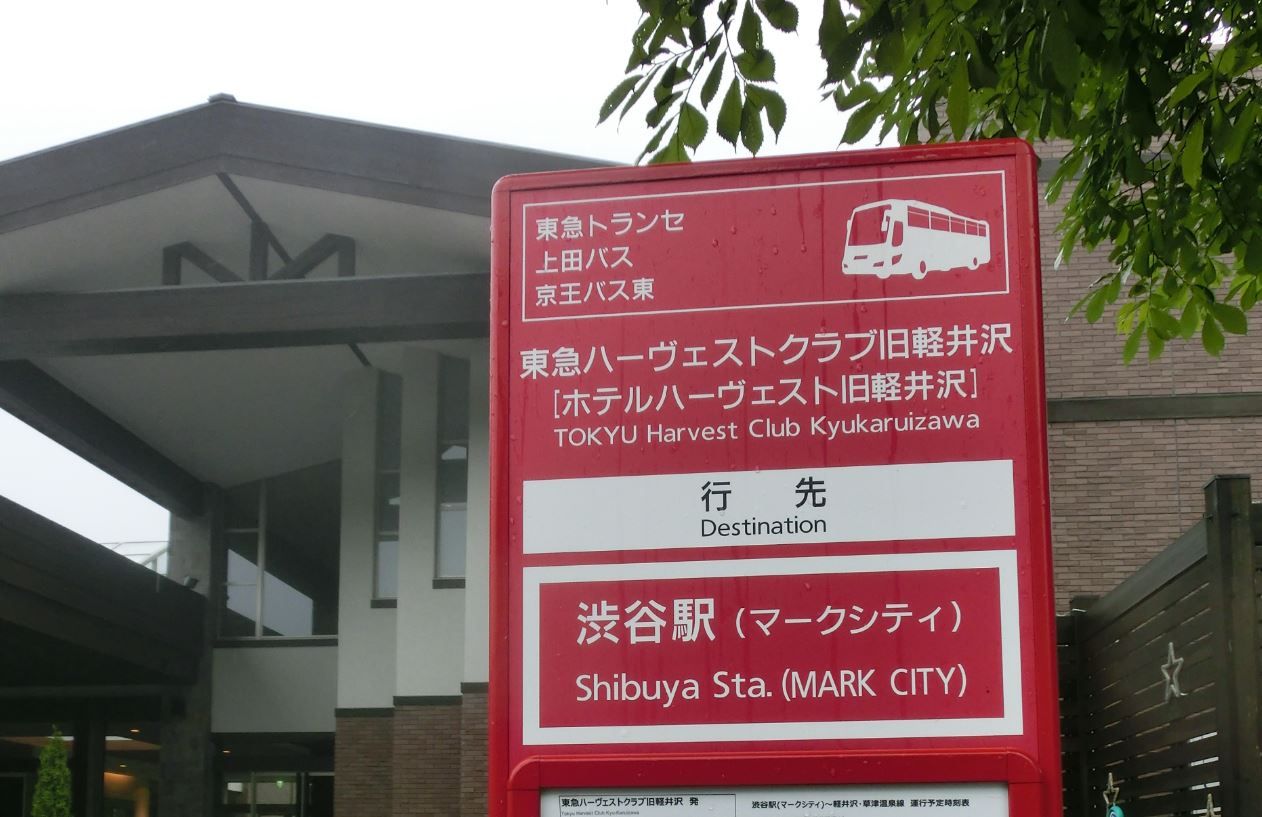 東急トランセ
上田バス
京王バス東
東急ハーヴェストクラブ旧軽井沢
[ホテルハーヴェスト旧軽井沢]
TOKYU Harvest Club Kyukaruizawa
行 先
Destination
渋谷駅 (マークシティ)
Shibuya Sta. (MARK CITY)
東急ハーヴェストクラブ旧軽井沢 発
Tokyu Harvest Club Kyu-Karuizawa
渋谷駅(マークシティ)～軽井沢・草津温泉線 運行予定時刻表